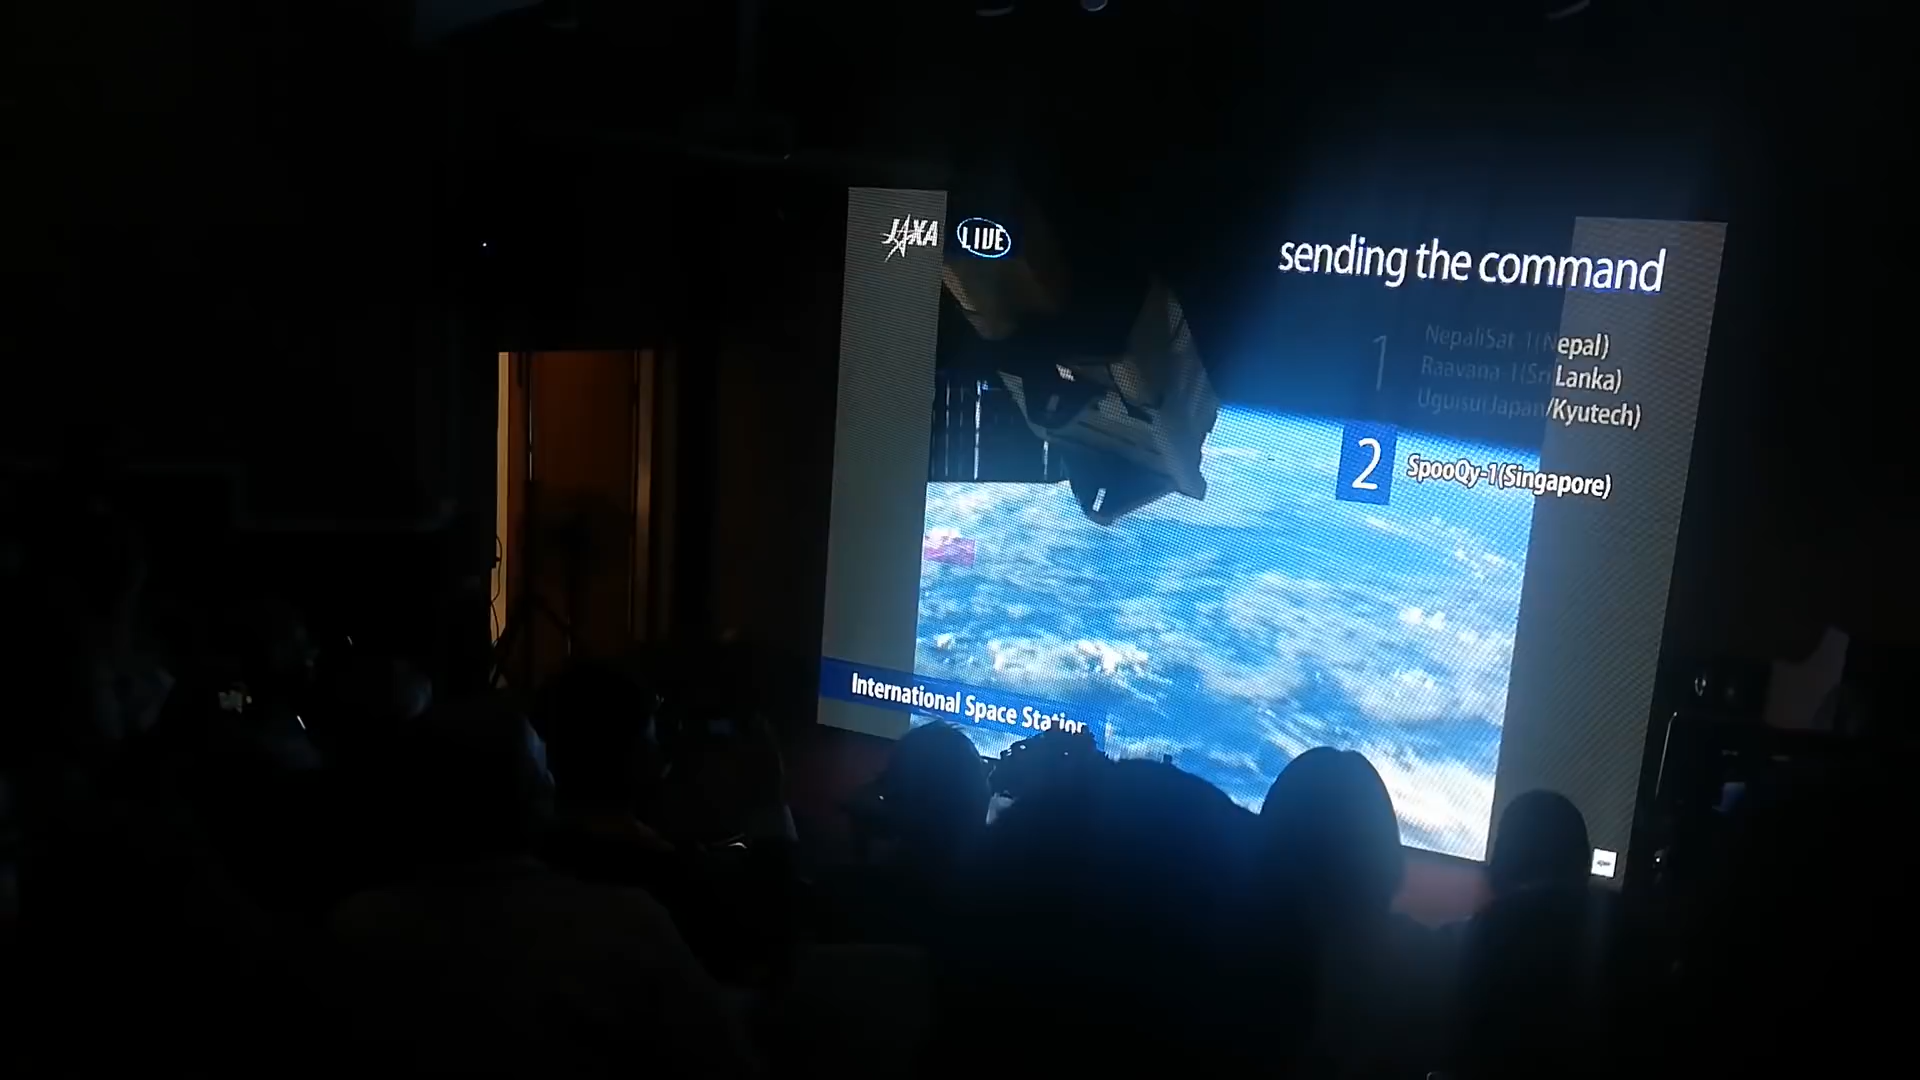 JAXA LIVE
sending the command
1
NepaliSat-1(Nepal)
Raavana-1(Sri Lanka)
Uguisu(Japan/Kyutech)
2 SpooQy-1(Singapore)
International Space Station